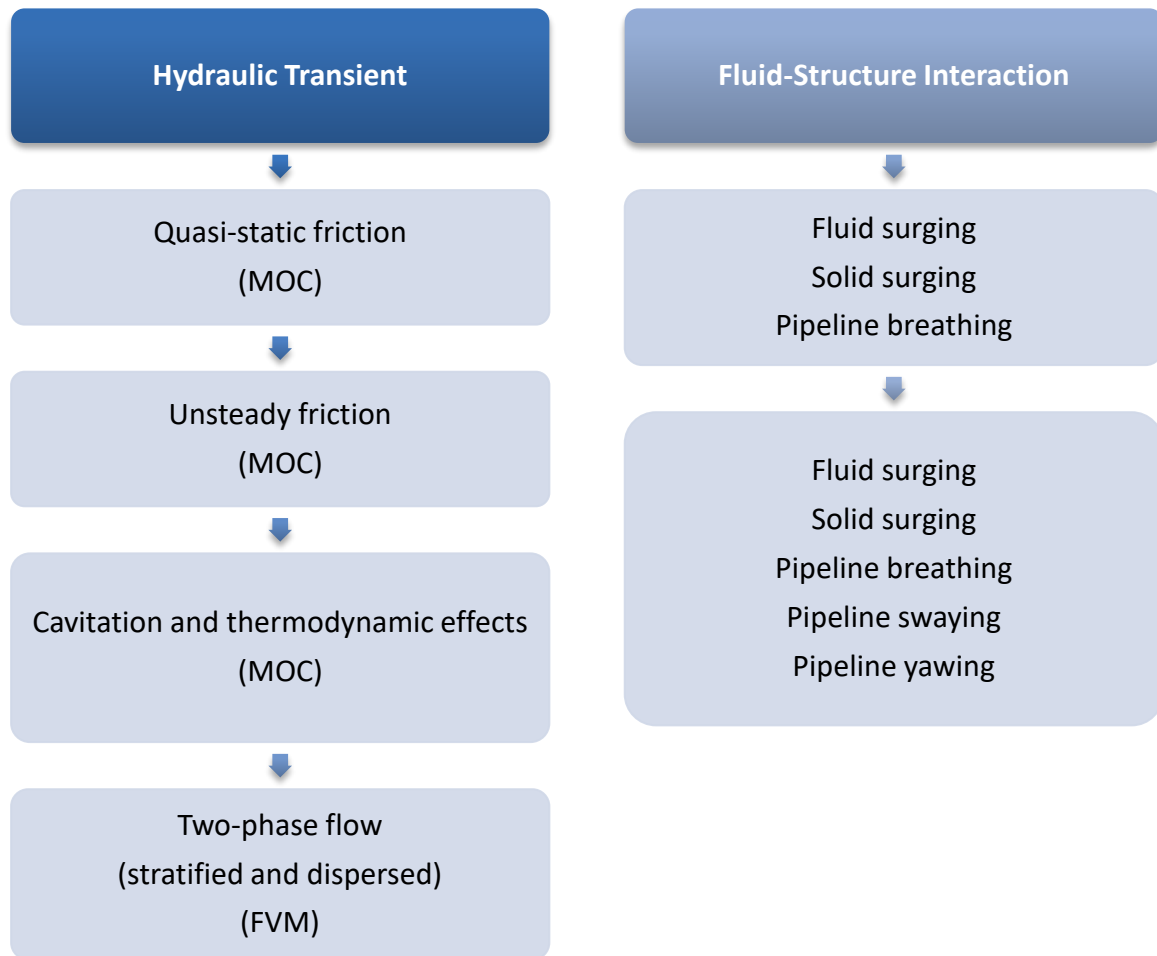 Hydraulic Transient
Quasi-static friction
(MOC)
Unsteady friction
(MOC)
Cavitation and thermodynamic effects
(MOC)
Two-phase flow
(stratified and dispersed)
(FVM)
Fluid-Structure Interaction
Fluid surging
Solid surging
Pipeline breathing
Fluid surging
Solid surging
Pipeline breathing
Pipeline swaying
Pipeline yawing